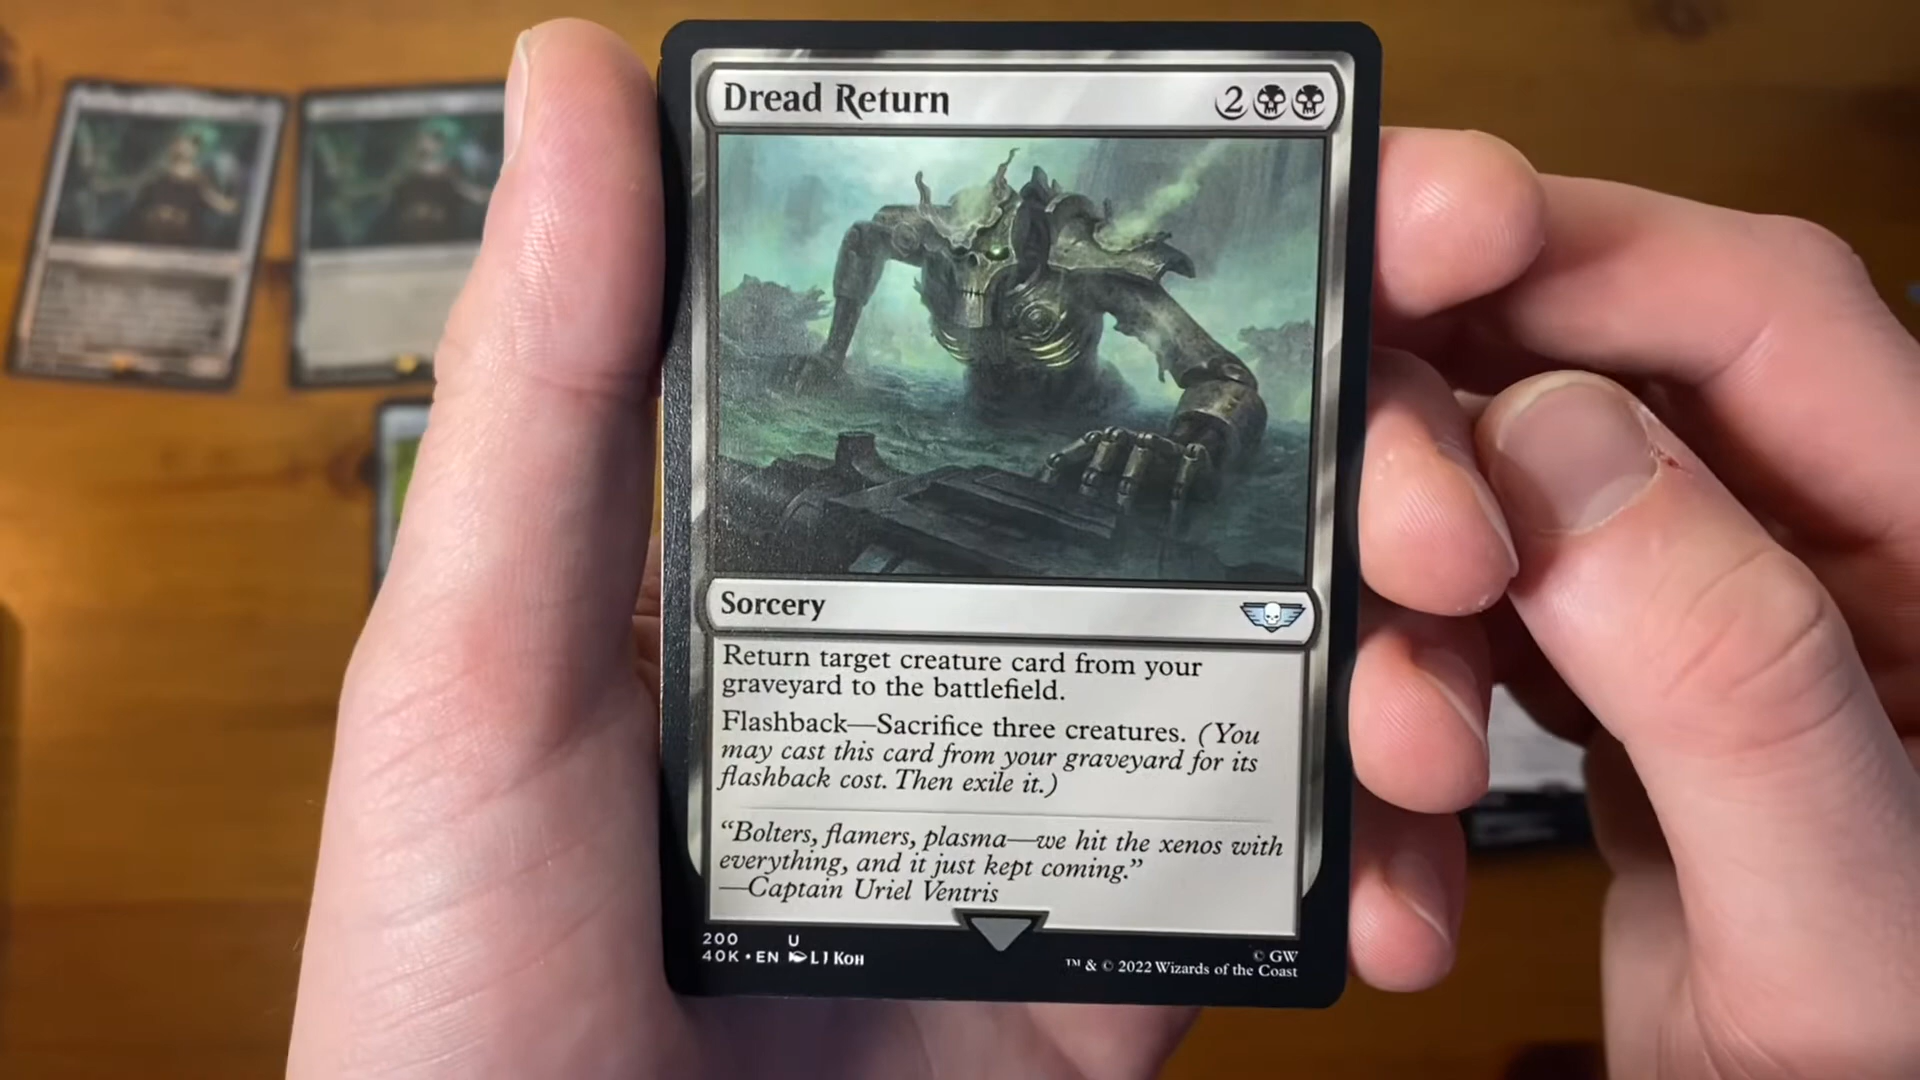 Dread Return 2
Sorcery
Return target creature card from your
graveyard to the battlefield.
Flashback—Sacrifice three creatures. (You
may cast this card from your graveyard for its
flashback cost. Then exile it.)
“Bolters, flamers, plasma—we hit the xenos with
everything, and it just kept coming.”
—Captain Uriel Ventris
200 U
40K • EN L J Koh
© GW
™ & © 2022 Wizards of the Coast